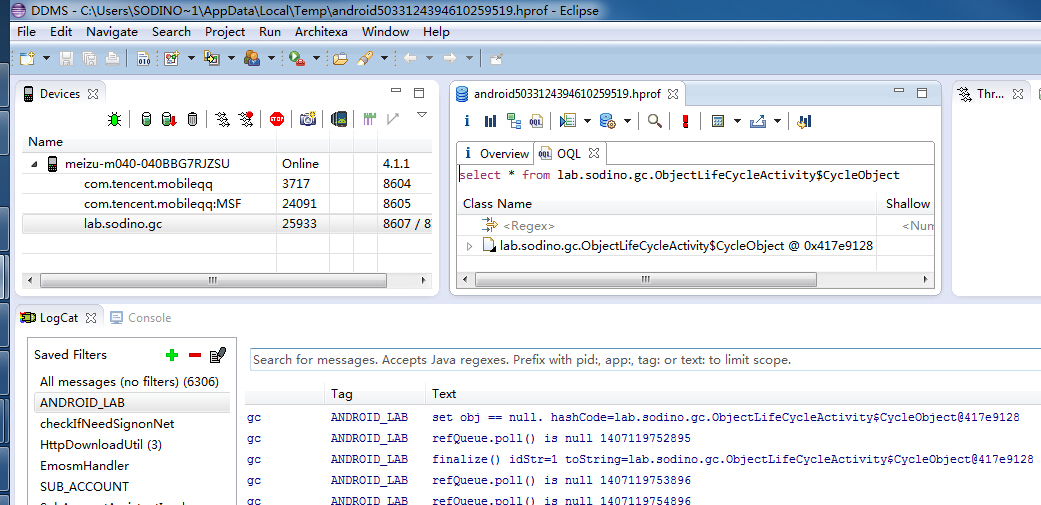 DDMS - C:\Users\SODINO~1\AppData\Local\Temp\android5033124394610259519.hprof - Eclipse
File Edit Navigate Search Project Run Architexa Window Help
Devices
Name
meizu-m040-040BBG7RJZSU Online 4.1.1
com.tencent.mobileqq 3717 8604
com.tencent.mobileqq:MSF 24091 8605
lab.sodino.gc 25933 8607 / 8
android5033124394610259519.hprof
Overview OQL
select * from lab.sodino.gc.ObjectLifeCycleActivity$CycleObject
Class Name Shallow
<Regex> <Num
lab.sodino.gc.ObjectLifeCycleActivity$CycleObject @ 0x417e9128
Thr...
LogCat Console
Saved Filters
All messages (no filters) (6306)
ANDROID_LAB
checkIfNeedSignonNet
HttpDownloadUtil (3)
EmosmHandler
SUB_ACCOUNT
Search for messages. Accepts Java regexes. Prefix with pid:, app:, tag: or text: to limit scope.
Tag Text
gc ANDROID_LAB set obj == null. hashCode=lab.sodino.gc.ObjectLifeCycleActivity$CycleObject@417e9128
gc ANDROID_LAB refQueue.poll() is null 1407119752895
gc ANDROID_LAB finalize() idStr=1 toString=lab.sodino.gc.ObjectLifeCycleActivity$CycleObject@417e9128
gc ANDROID_LAB refQueue.poll() is null 1407119753896
gc ANDROID_LAB refQueue.poll() is null 1407119754896